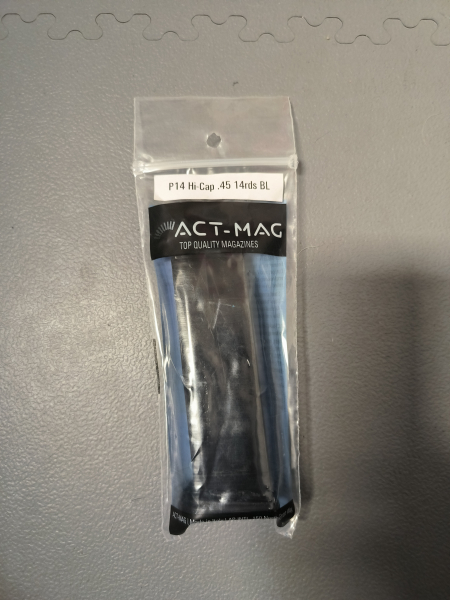 P14 Hi-Cap .45 14rds BL
ACT-MAG
TOP QUALITY MAGAZINES